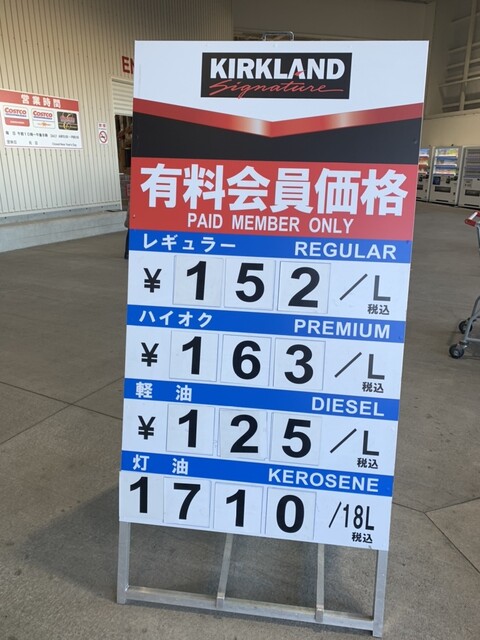 KIRKLAND
Signature
有料会員価格
PAID MEMBER ONLY
レギュラー REGULAR
¥152/L
税込
ハイオク PREMIUM
¥163/L
税込
軽油 DIESEL
¥125/L
税込
灯油 KEROSENE
1710/18L
税込
営業時間
COSTCO
COSTCO